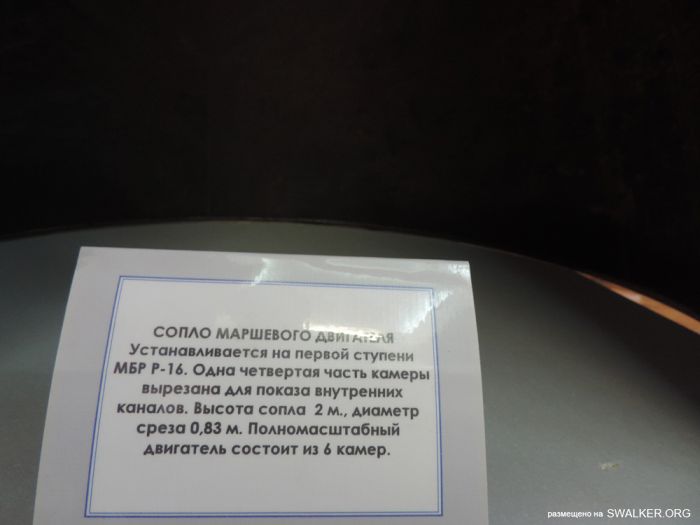 СОПЛО МАРШЕВОГО ДВИГАТЕЛЯ
Устанавливается на первой ступени
МБР Р-16. Одна четвертая часть камеры
вырезана для показа внутренних
каналов. Высота сопла 2 м., диаметр
среза 0,83 м. Полномасштабный
двигатель состоит из 6 камер.
размещено на SWALKER.ORG